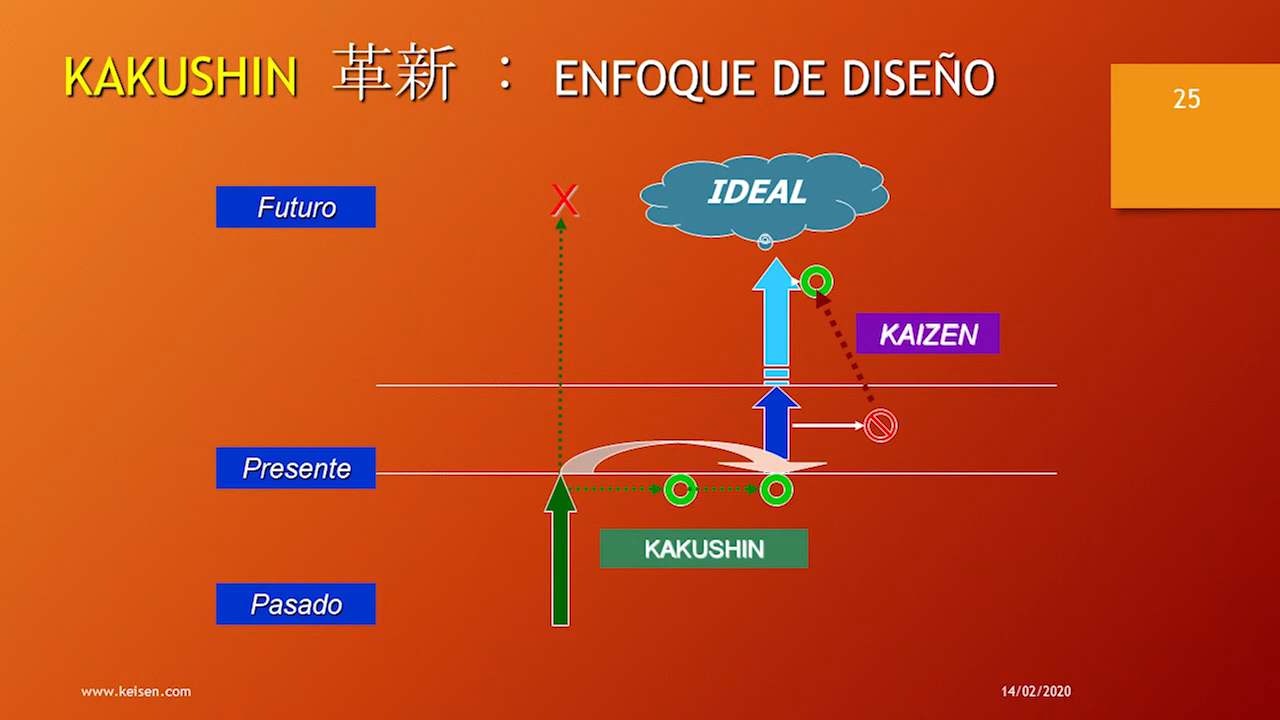 KAKUSHIN 革新 : ENFOQUE DE DISEÑO
25
Futuro
X
IDEAL
KAIZEN
Presente
KAKUSHIN
Pasado
www.keisen.com
14/02/2020